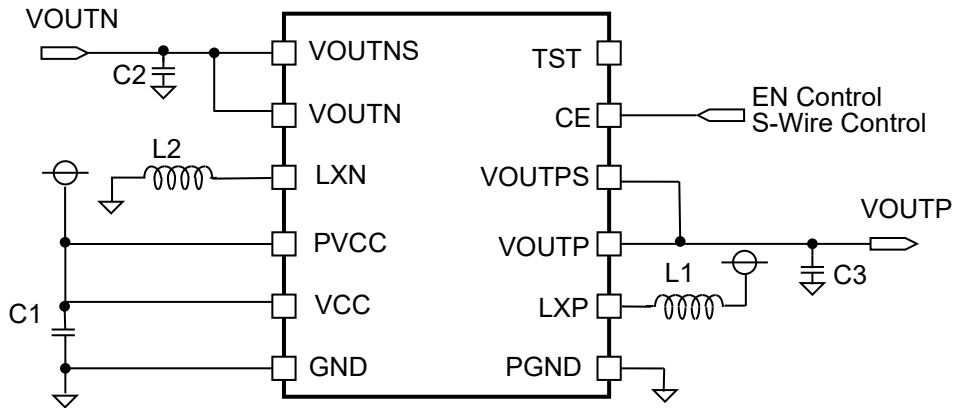 VOUTN
VOUTNS
TST
C2
EN Control
VOUTN
CE
S-Wire Control
L2
LXN
VOUTPS
VOUTP
PVCC
VOUTP
L1
C3
C1
VCC
LXP
GND
PGND